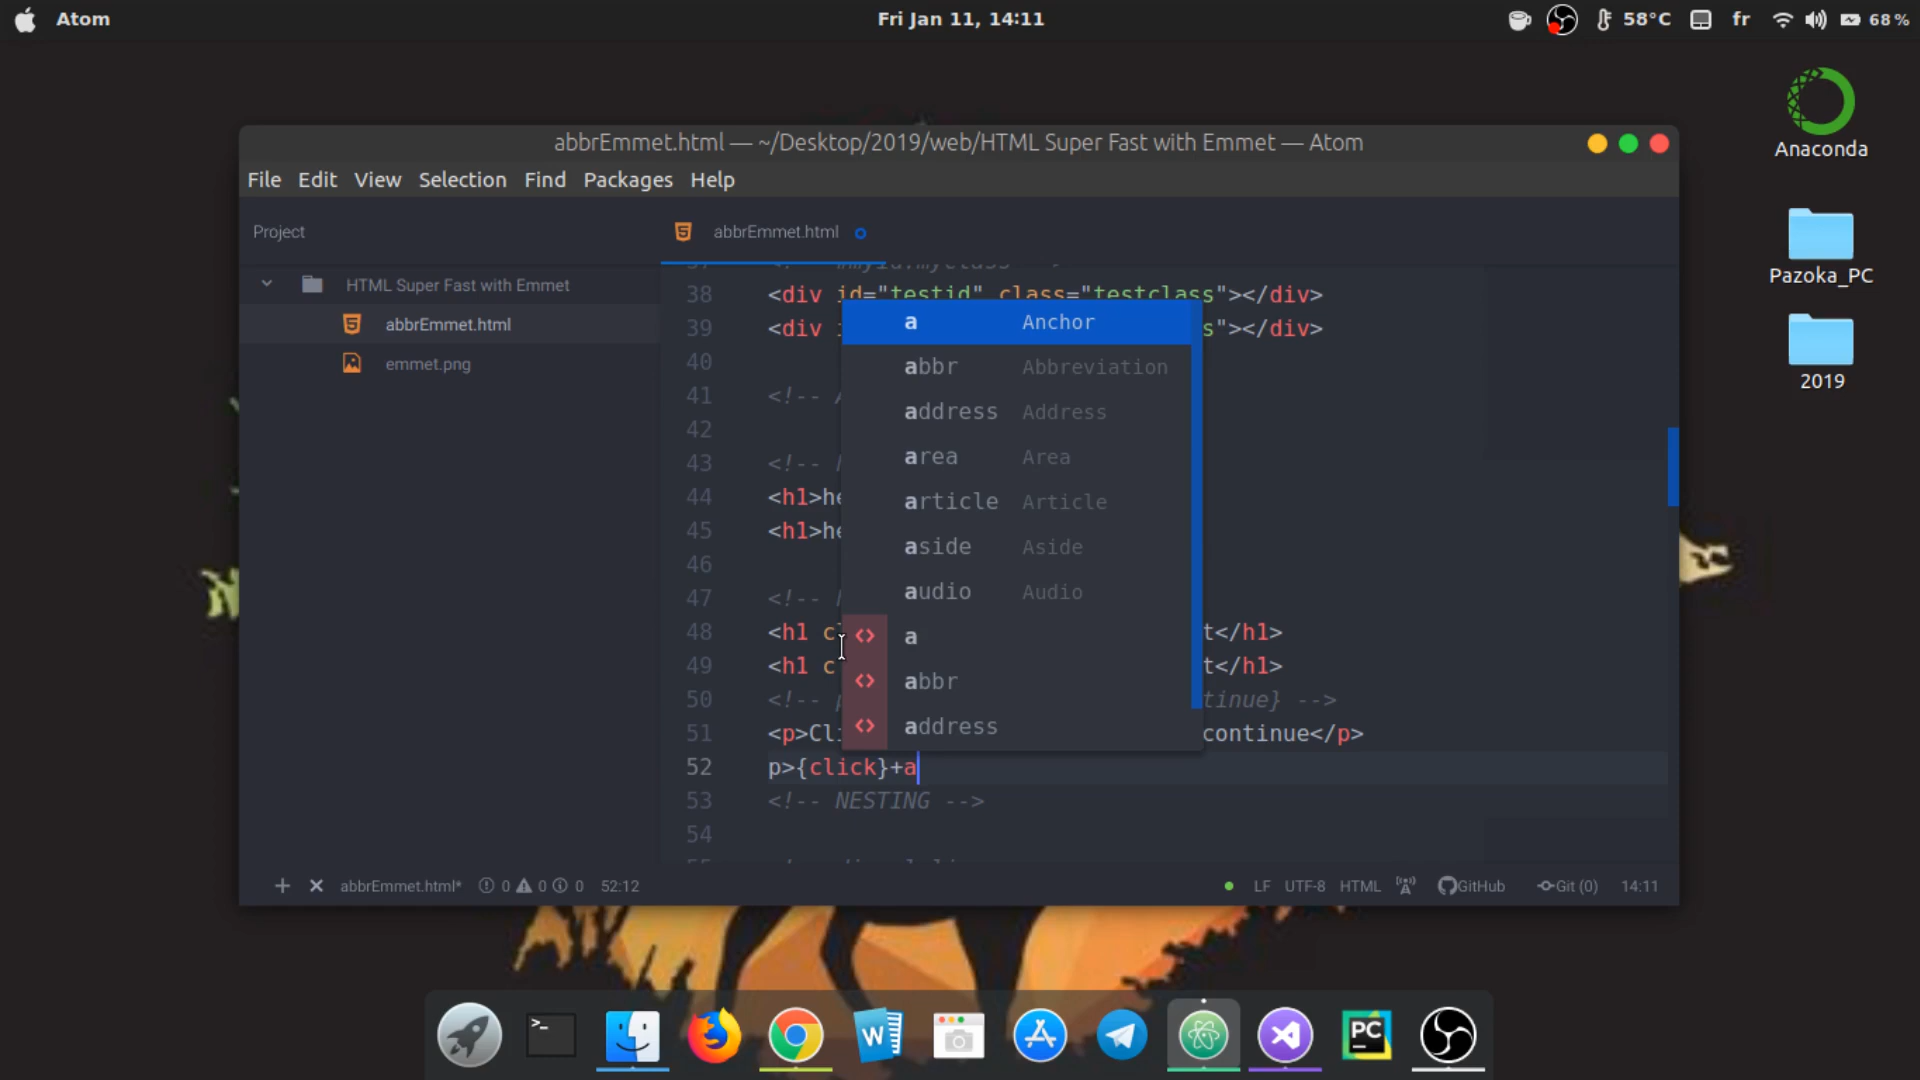 Atom
Fri Jan 11, 14:11
58°C
fr
68 %
Anaconda
Pazoka_PC
2019
abbrEmmet.html — ~/Desktop/2019/web/HTML Super Fast with Emmet — Atom
File Edit View Selection Find Packages Help
Project
abbrEmmet.html
HTML Super Fast with Emmet
abbrEmmet.html
emmet.png
38 <div id="testid" class="testclass"></div>
39 <div s"></div>
40
41 <!--
42
43 <!--
44 <h1>he
45 <h1>he
46
47 <!--
48 <h1 t</h1>
49 <h1 c t</h1>
50 <!-- tinue} -->
51 <p>Cli continue</p>
52 p>{click}+a
53 <!-- NESTING -->
54
a Anchor
abbr Abbreviation
address Address
area Area
article Article
aside Aside
audio Audio
<> a
<> abbr
<> address
abbrEmmet.html* 0 0 0 52:12
LF UTF-8 HTML GitHub Git (0) 14:11
>_
W
PC